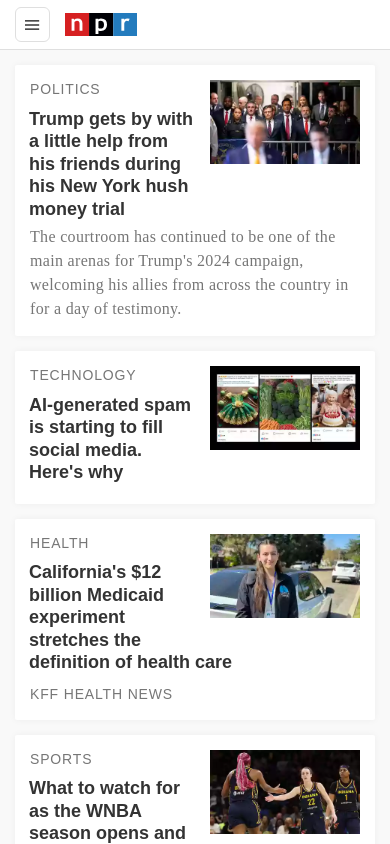 npr
POLITICS
Trump gets by with
a little help from
his friends during
his New York hush
money trial
The courtroom has continued to be one of the
main arenas for Trump's 2024 campaign,
welcoming his allies from across the country in
for a day of testimony.
TECHNOLOGY
AI-generated spam
is starting to fill
social media.
Here's why
HEALTH
California's $12
billion Medicaid
experiment
stretches the
definition of health care
KFF HEALTH NEWS
SPORTS
What to watch for
as the WNBA
season opens and
INDIANA
22
INDIANA
1